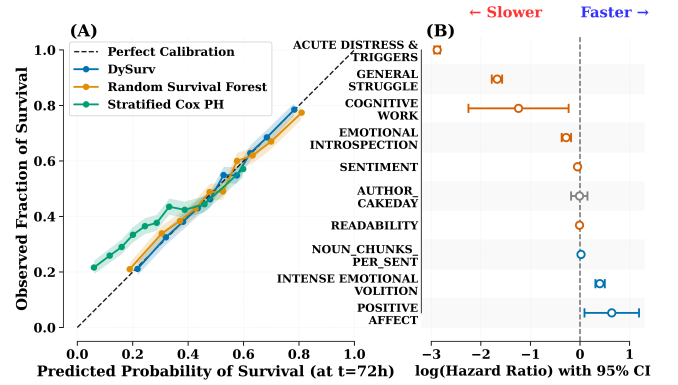 ← Slower Faster →
(A) (B)
Perfect Calibration
DySurv
Random Survival Forest
Stratified Cox PH
Observed Fraction of Survival
1.0
0.8
0.6
0.4
0.2
0.0
0.0 0.2 0.4 0.6 0.8 1.0
Predicted Probability of Survival (at t=72h)
ACUTE DISTRESS &
TRIGGERS
GENERAL
STRUGGLE
COGNITIVE
WORK
EMOTIONAL
INTROSPECTION
SENTIMENT
AUTHOR_
CAKEDAY
READABILITY
NOUN_CHUNKS_
PER_SENT
INTENSE EMOTIONAL
VOLITION
POSITIVE
AFFECT
−3 −2 −1 0 1
log(Hazard Ratio) with 95% CI